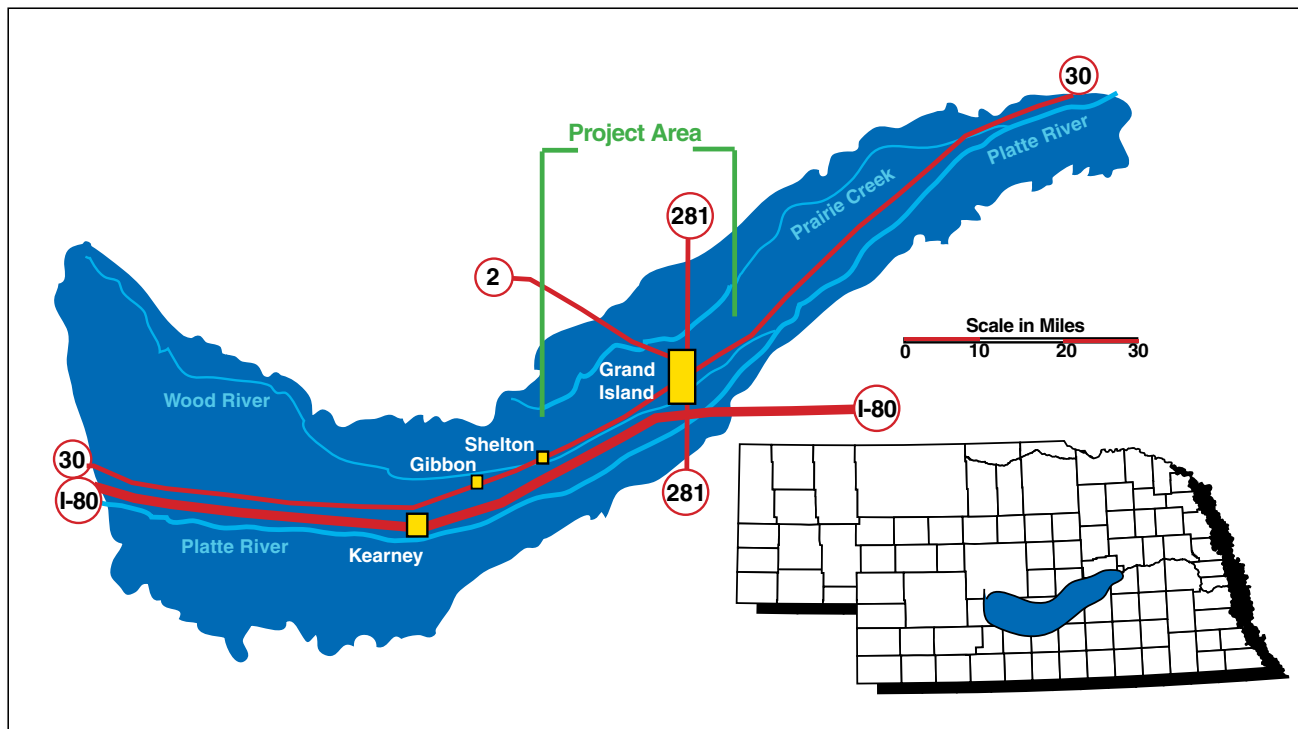 30
Project Area
Platte River
Prairie Creek
281
2
Scale in Miles
0 10 20 30
Grand
Island
Wood River
I-80
Shelton
Gibbon
30
I-80
281
Platte River
Kearney